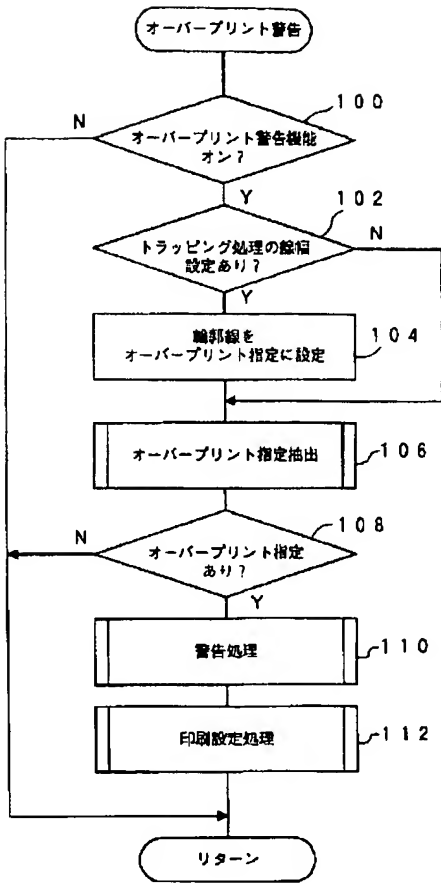 オーバープリント警告
100
N
オーバープリント警告機能
オン?
Y
102
トラッピング処理の線幅
設定あり?
N
Y
輪郭線を
オーバープリント指定に設定
104
オーバープリント指定抽出
106
108
N
オーバープリント指定
あり?
Y
警告処理
110
印刷設定処理
112
リターン